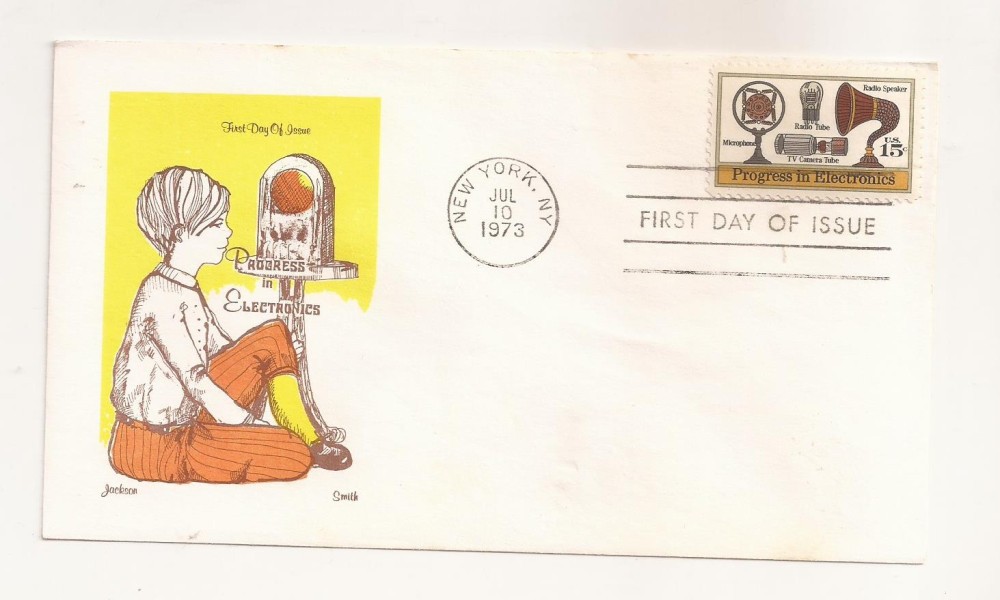 First Day Of Issue
PROGRESS
in
ELECTRONICS
Jackson
Smith
NEW YORK, NY
JUL
10
1973
Microphone
Radio Tube
TV Camera Tube
Radio Speaker
U.S.
15c
Progress in Electronics
FIRST DAY OF ISSUE